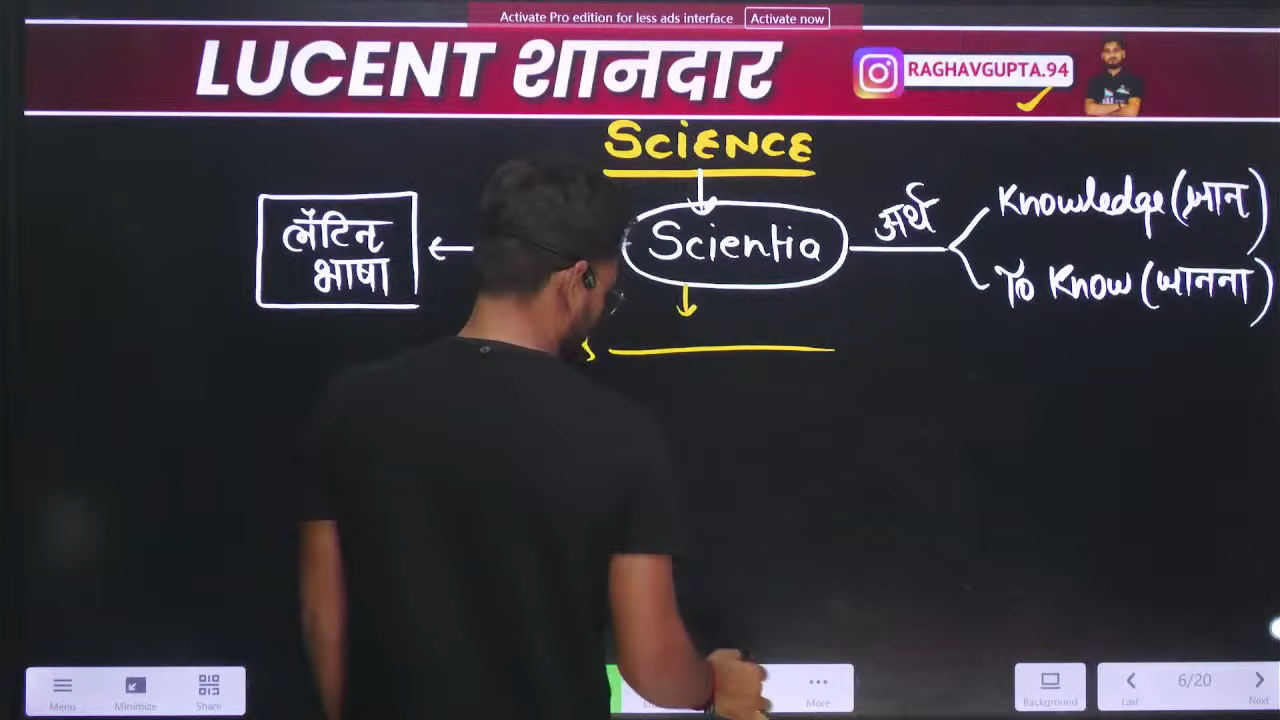 Activate Pro edition for less ads interface Activate now
LUCENT शानदार
RAGHAVGUPTA.94
SCIENCE
लॅटिन भाषा
Scientia
अर्थ
Knowledge (ज्ञान)
To Know (जानना)
Menu Minimize Share More Background Last 6/20 Next